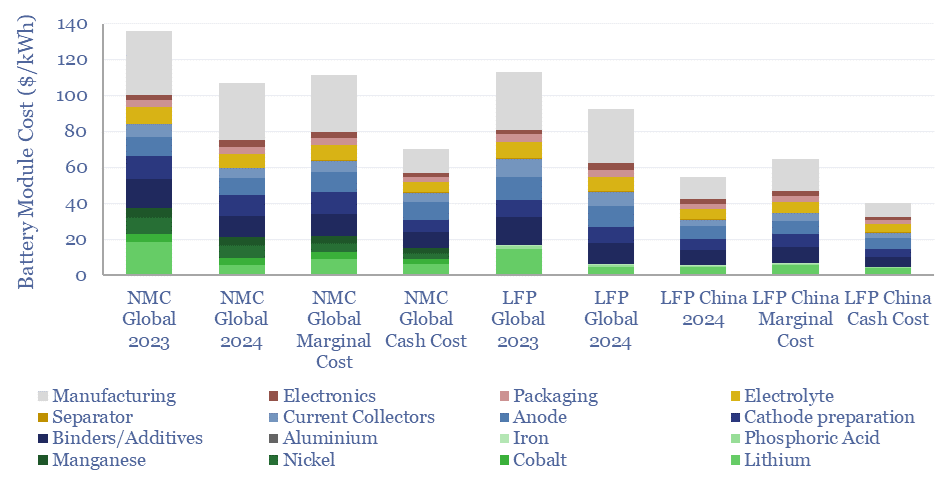 Battery Module Cost ($/kWh)
140
120
100
80
60
40
20
0
NMC Global 2023
NMC Global 2024
NMC Global Marginal Cost
NMC Global Cash Cost
LFP Global 2023
LFP Global 2024
LFP China 2024
LFP China Marginal Cost
LFP China Cash Cost
Manufacturing Electronics Packaging Electrolyte
Separator Current Collectors Anode Cathode preparation
Binders/Additives Aluminium Iron Phosphoric Acid
Manganese Nickel Cobalt Lithium